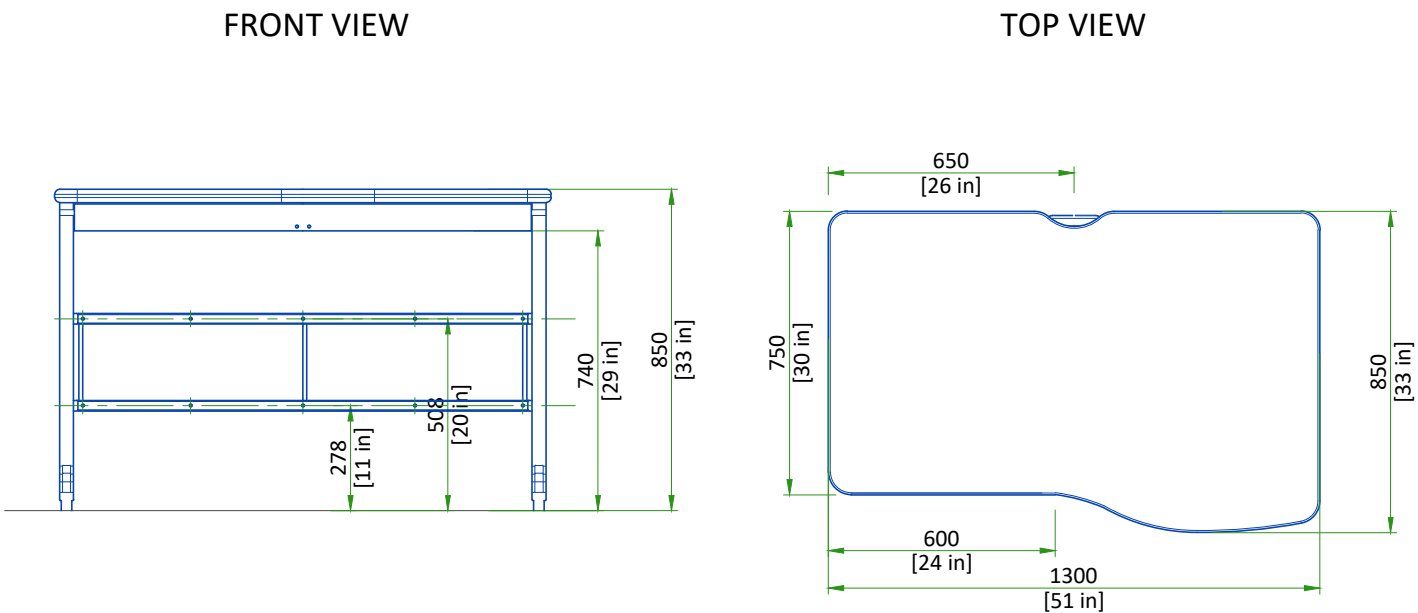 FRONT VIEW
TOP VIEW
278
[11 in]
508
[20 in]
740
[29 in]
850
[33 in]
650
[26 in]
750
[30 in]
850
[33 in]
600
[24 in]
1300
[51 in]